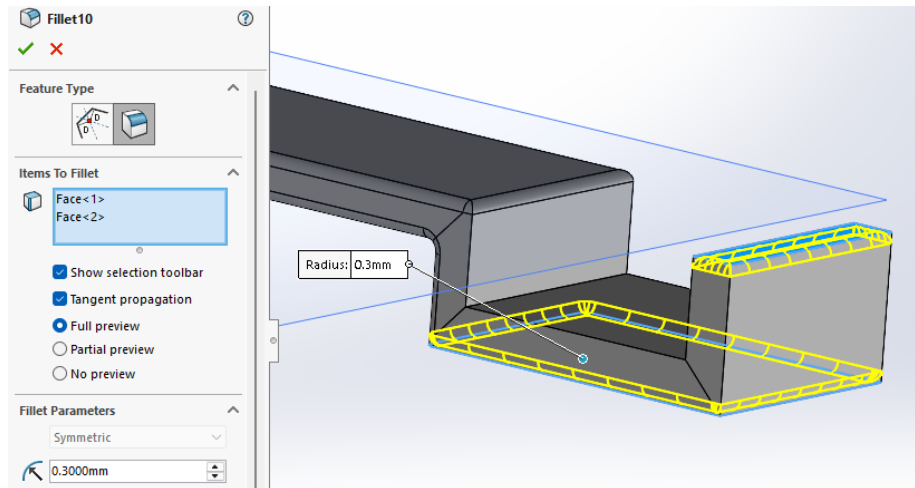 Fillet10
Feature Type
Items To Fillet
Face<1>
Face<2>
Show selection toolbar
Tangent propagation
Full preview
Partial preview
No preview
Fillet Parameters
Symmetric
0.3000mm
Radius: 0.3mm